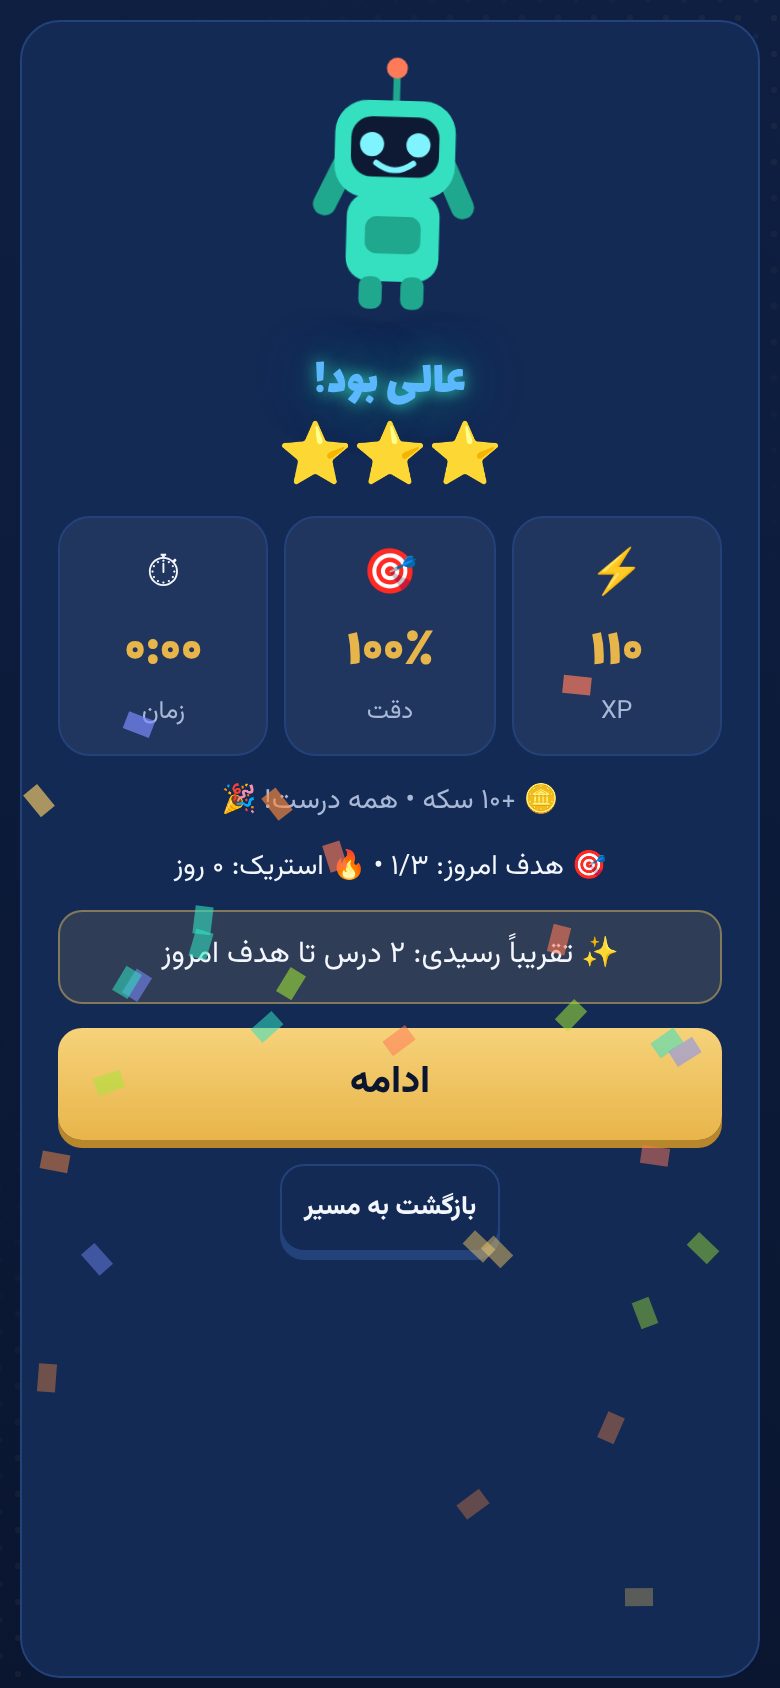 عالی بود!
⭐⭐⭐
⚡
۱۱۰
XP
🎯
۱۰۰٪
دقت
⏱
۰:۰۰
زمان
🪙 +۱۰ سکه • همه درست! 🎉
🎯 هدف امروز: ۱/۳ • 🔥 استریک: ۰ روز
✨ تقریباً رسیدی: ۲ درس تا هدف امروز
ادامه
بازگشت به مسیر